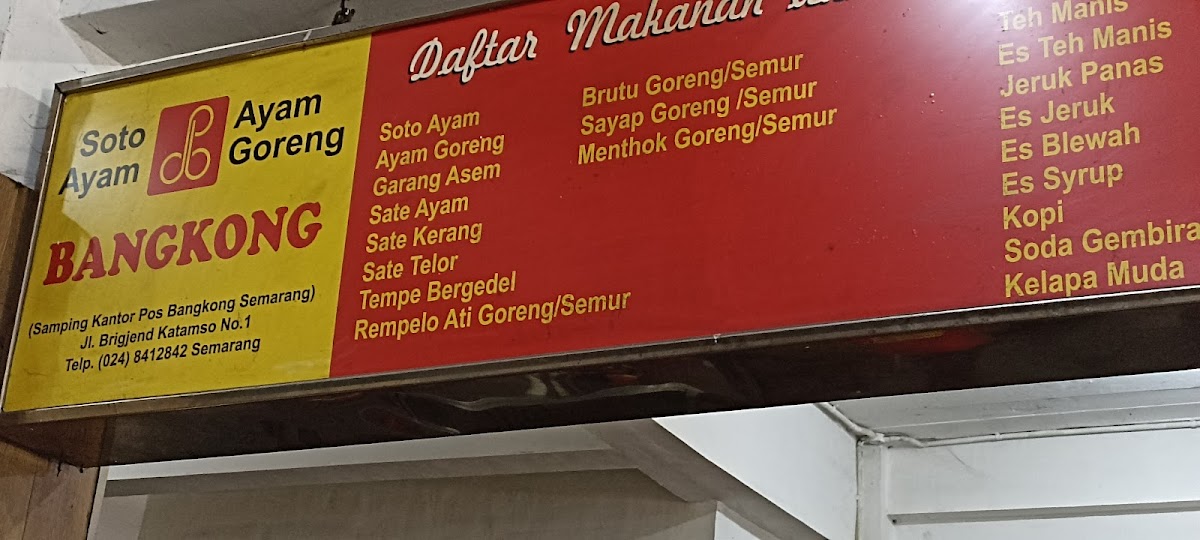 Soto
Ayam
Ayam
Goreng
BANGKONG
(Samping Kantor Pos Bangkong Semarang)
Jl. Brigjend Katamso No.1
Telp. (024) 8412842 Semarang
Daftar Makanan
Soto Ayam
Ayam Goreng
Garang Asem
Sate Ayam
Sate Kerang
Sate Telor
Tempe Bergedel
Rempelo Ati Goreng/Semur
Brutu Goreng/Semur
Sayap Goreng /Semur
Menthok Goreng/Semur
Teh Manis
Es Teh Manis
Jeruk Panas
Es Jeruk
Es Blewah
Es Syrup
Kopi
Soda Gembira
Kelapa Muda